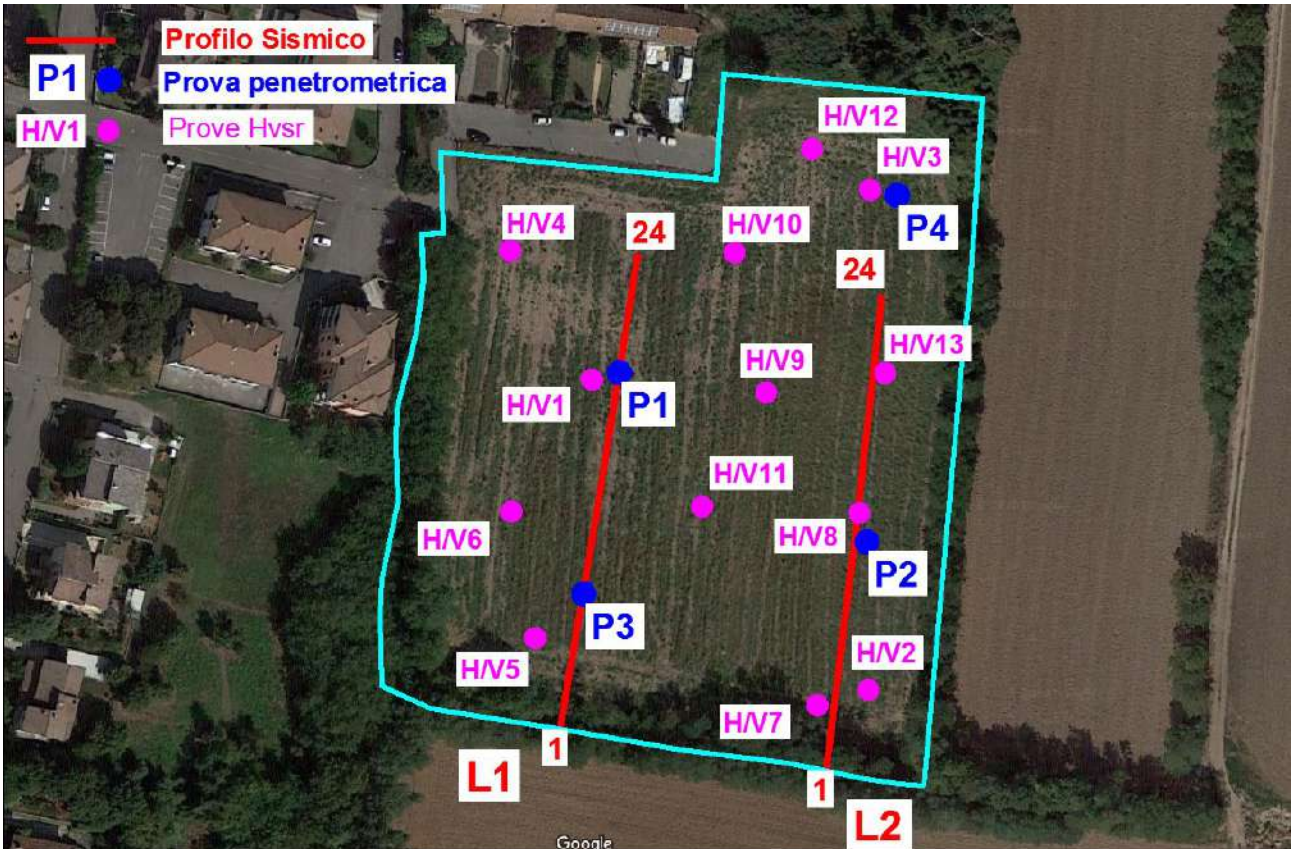 Profilo Sismico
P1
Prova penetrometrica
H/V1
Prove Hvsr
H/V12
H/V3
P4
H/V4
24
H/V10
24
H/V13
H/V9
H/V1
P1
H/V11
H/V6
H/V8
P2
P3
H/V5
H/V2
H/V7
1
L1
1
L2
Google